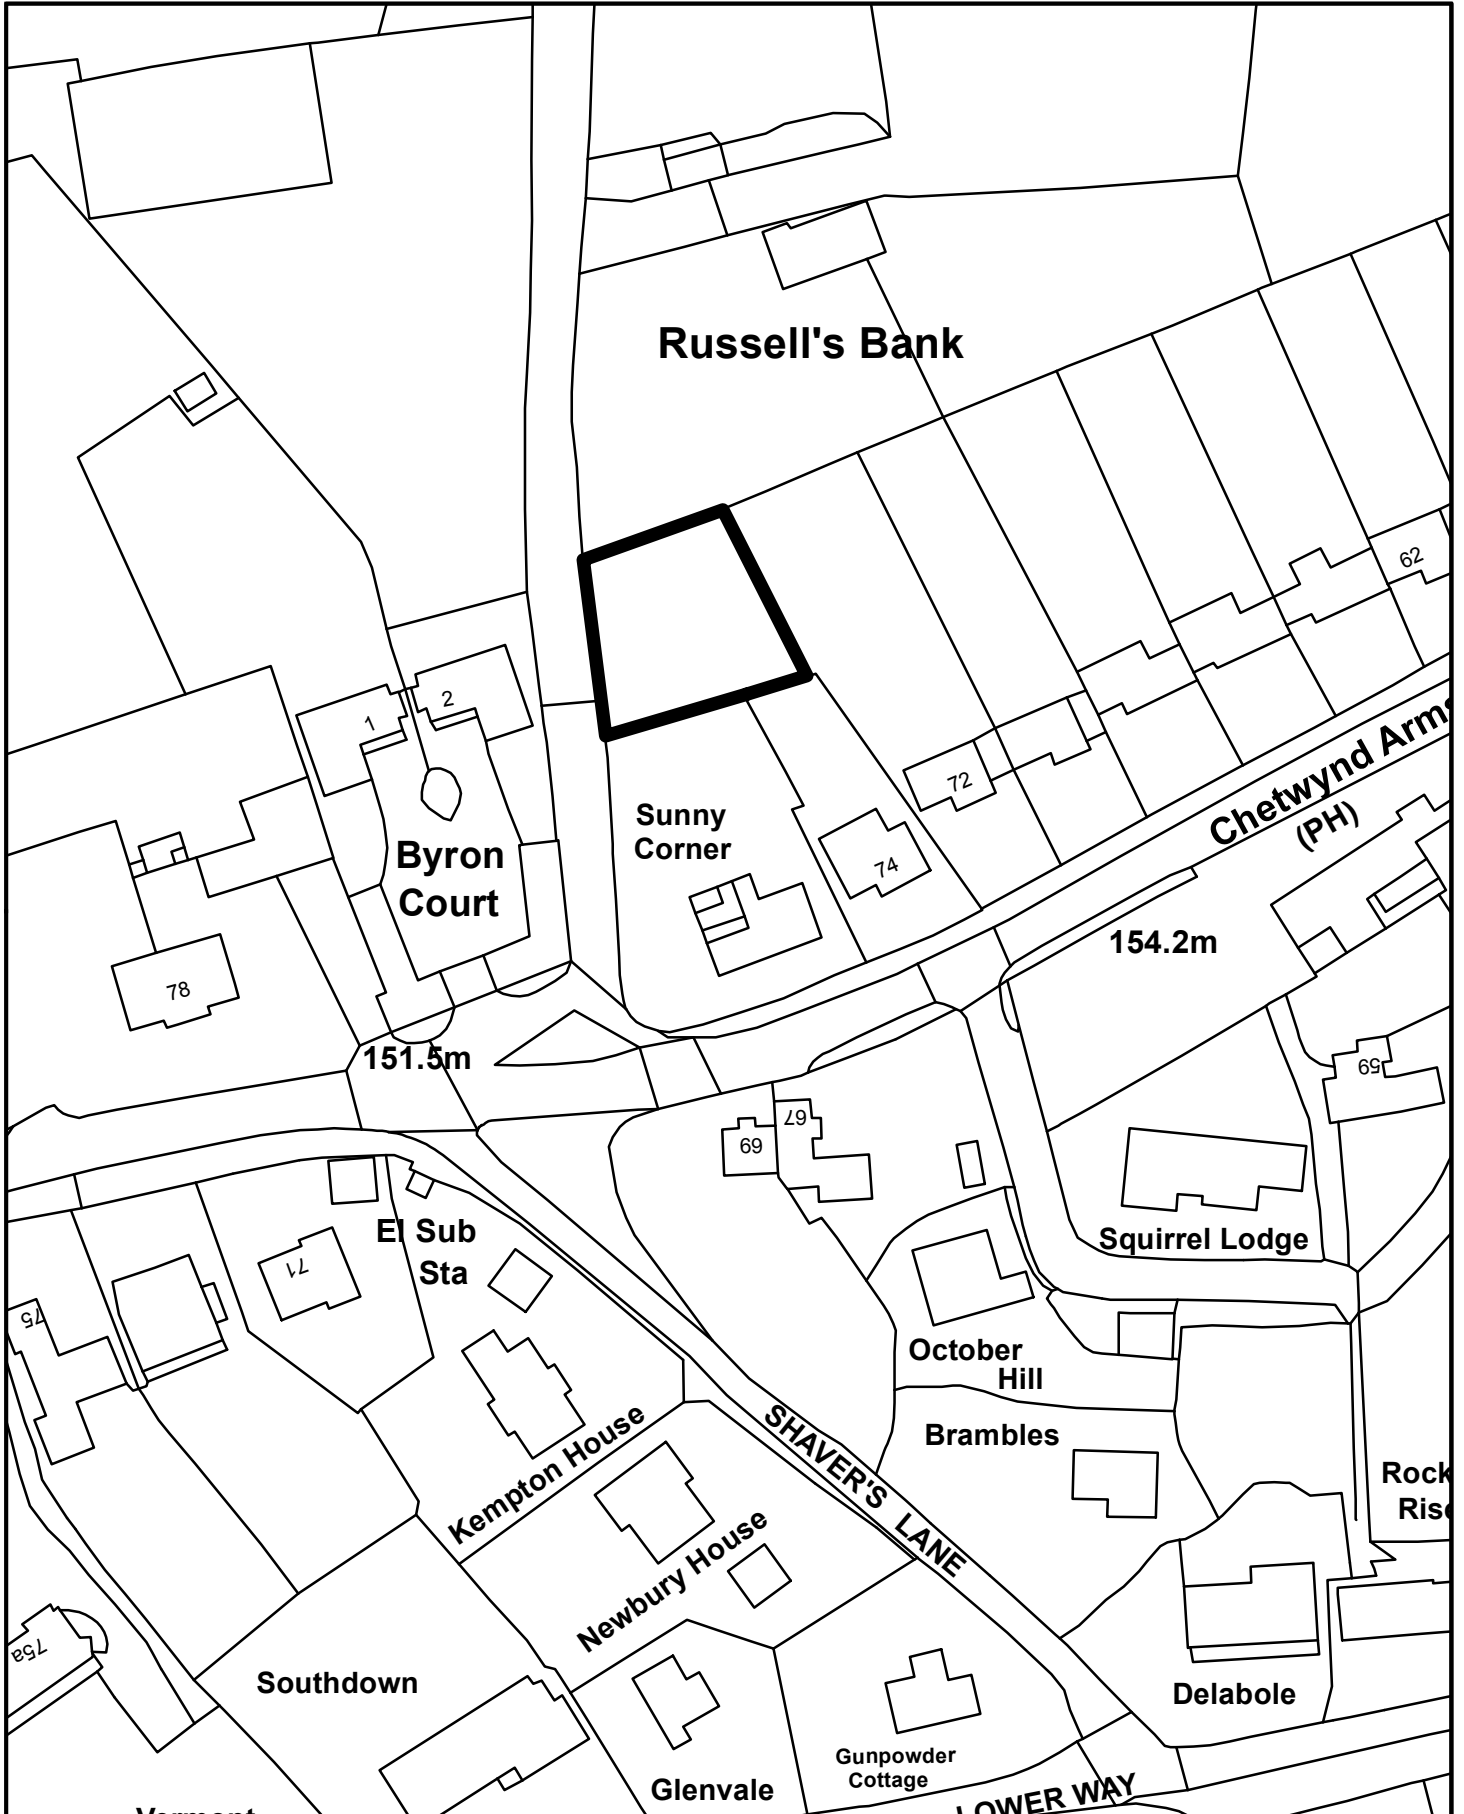 Russell's Bank
62
2
1
Chetwynd Arms
(PH)
72
Sunny
Corner
74
Byron
Court
154.2m
78
151.5m
59
67
69
Squirrel Lodge
El Sub
Sta
71
75
October
Hill
Brambles
Kempton House
SHAVER'S LANE
Rock
Rise
Newbury House
75a
Southdown
Delabole
Gunpowder
Cottage
Glenvale
LOWER WAY
Vermont